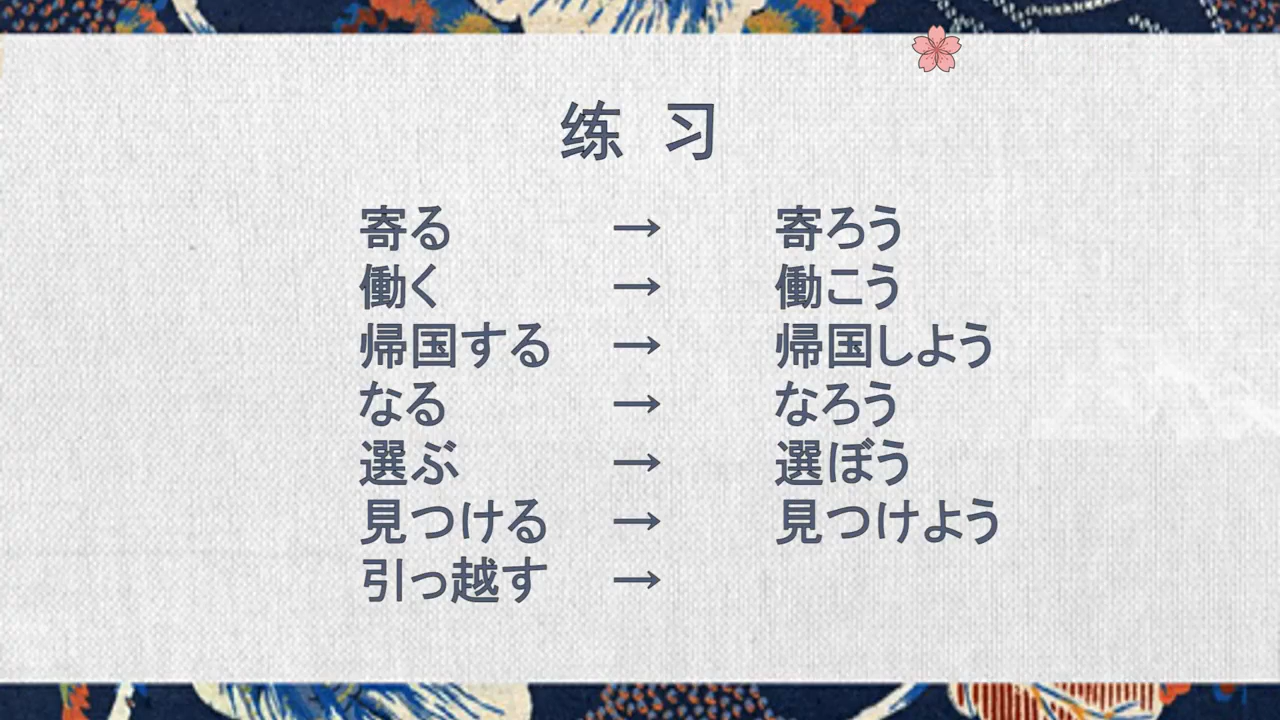 练 习
寄る → 寄ろう
働く → 働こう
帰国する → 帰国しよう
なる → なろう
選ぶ → 選ぼう
見つける → 見つけよう
引っ越す →